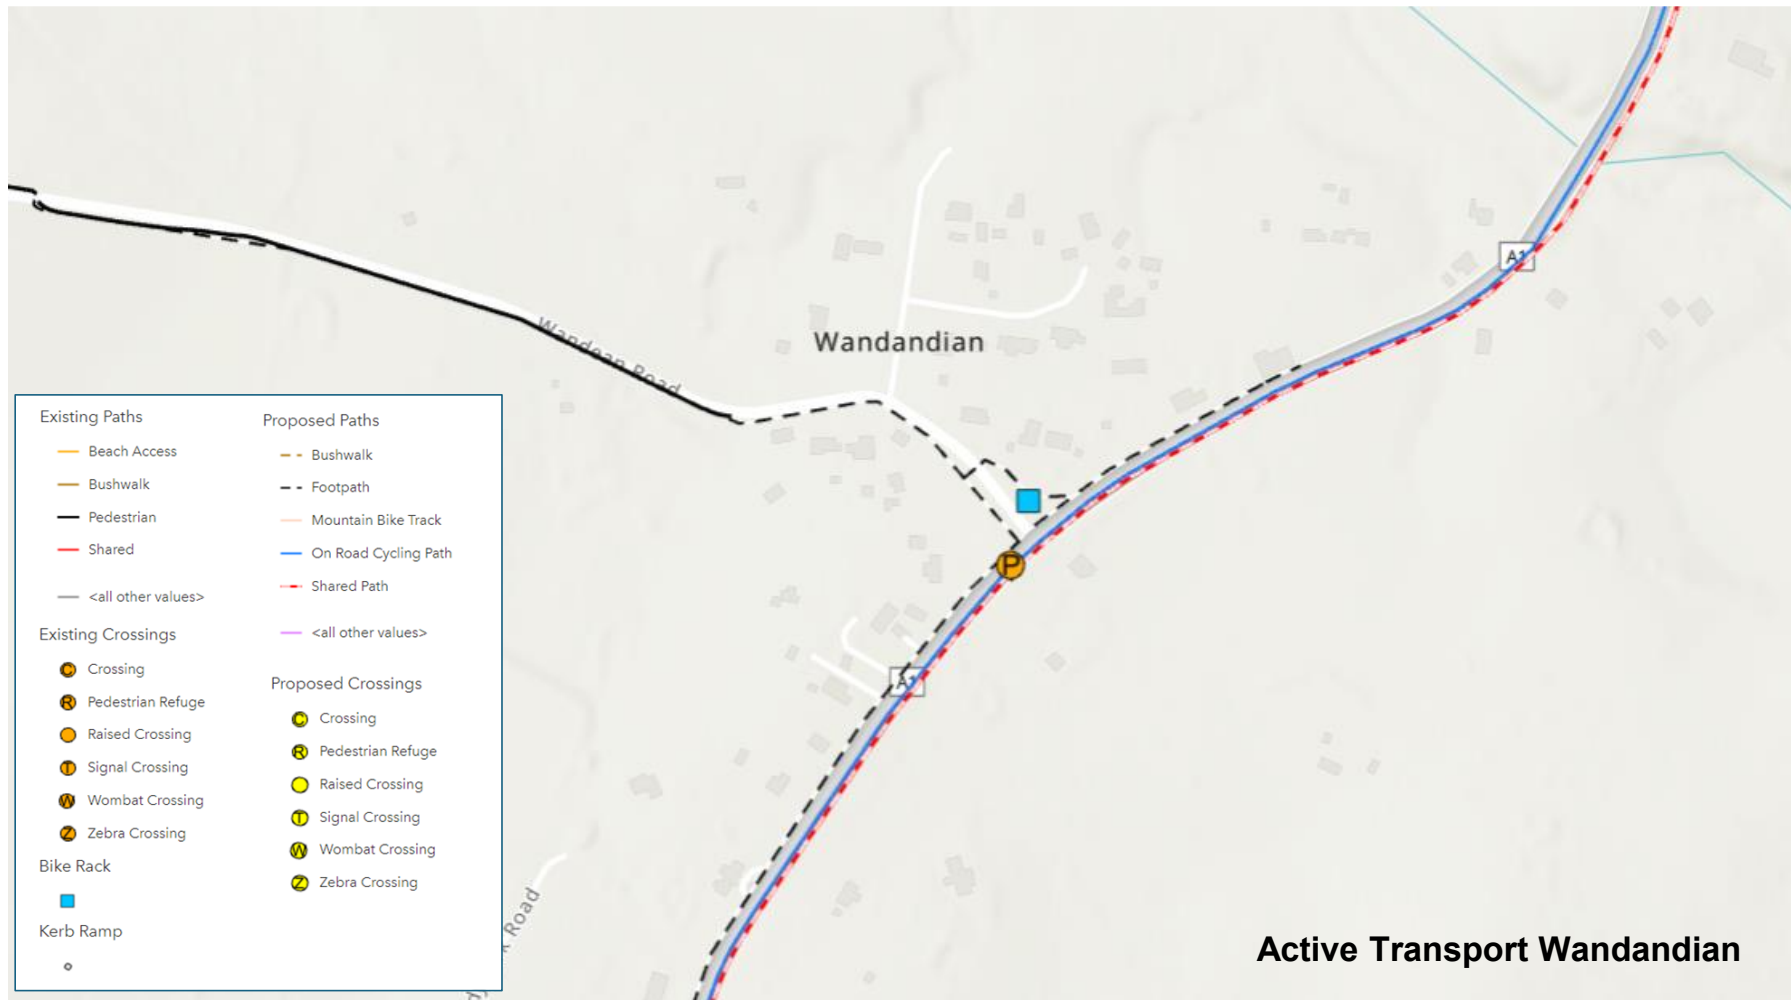 A1
Wandean Road
Wandandian
P
A1
Road
Existing Paths
Beach Access
Bushwalk
Pedestrian
Shared
<all other values>
Existing Crossings
C Crossing
R Pedestrian Refuge
Raised Crossing
T Signal Crossing
W Wombat Crossing
Z Zebra Crossing
Bike Rack
Kerb Ramp
Proposed Paths
Bushwalk
Footpath
Mountain Bike Track
On Road Cycling Path
Shared Path
<all other values>
Proposed Crossings
C Crossing
R Pedestrian Refuge
Raised Crossing
T Signal Crossing
W Wombat Crossing
Z Zebra Crossing
Active Transport Wandandian